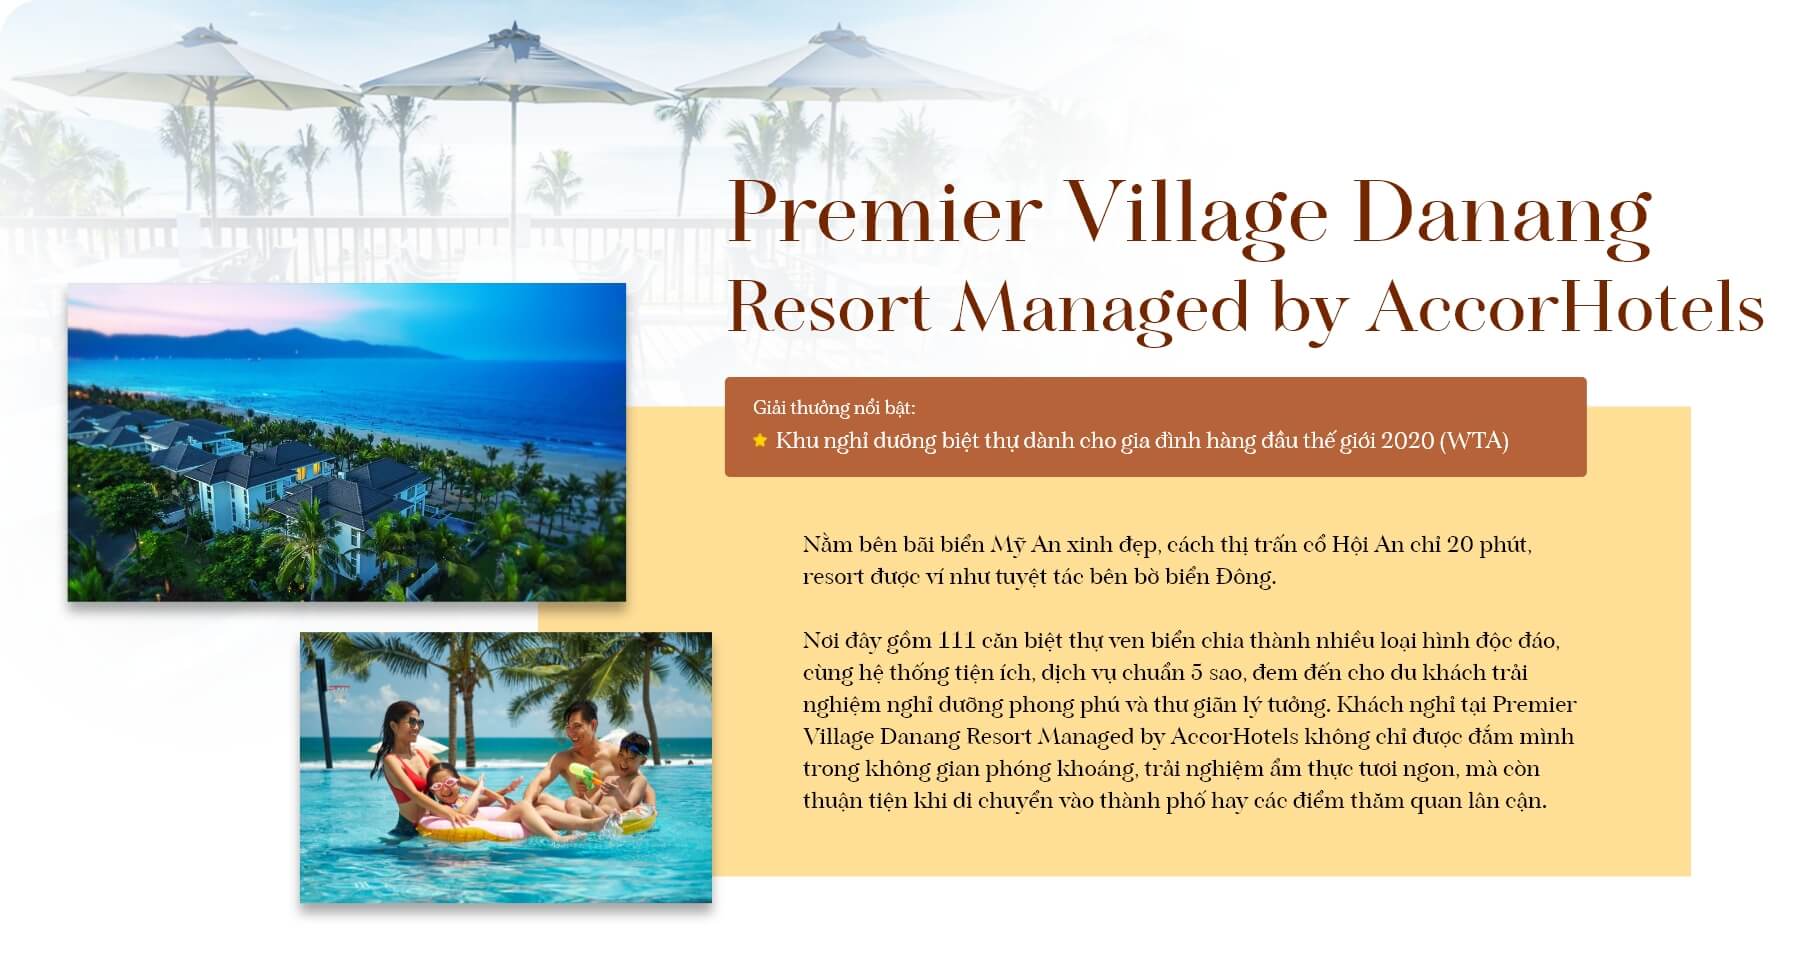 Premier Village Danang
Resort Managed by AccorHotels
Giải thưởng nổi bật:
Khu nghỉ dưỡng biệt thự dành cho gia đình hàng đầu thế giới 2020 (WTA)
Nằm bên bãi biển Mỹ An xinh đẹp, cách thị trấn cổ Hội An chỉ 20 phút,
resort được ví như tuyệt tác bên bờ biển Đông.
Nơi đây gồm 111 căn biệt thự ven biển chia thành nhiều loại hình độc đáo,
cùng hệ thống tiện ích, dịch vụ chuẩn 5 sao, đem đến cho du khách trải
nghiệm nghỉ dưỡng phong phú và thư giãn lý tưởng. Khách nghỉ tại Premier
Village Danang Resort Managed by AccorHotels không chỉ được đắm mình
trong không gian phóng khoáng, trải nghiệm ẩm thực tươi ngon, mà còn
thuận tiện khi di chuyển vào thành phố hay các điểm thăm quan lân cận.